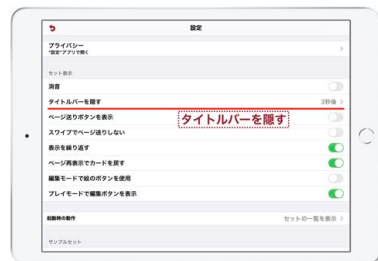 設定
プライバシー
"設定"アプリで開く
セット表示
消音
タイトルバーを隠す 3秒後
ページ送りボタンを表示
タイトルバーを隠す
スワイプでページ送りしない
表示を繰り返す
ページ再表示でカードを戻す
編集モードで絵のボタンを使用
プレイモードで編集ボタンを表示
起動時の動作 セットの一覧を表示
サンプルセット